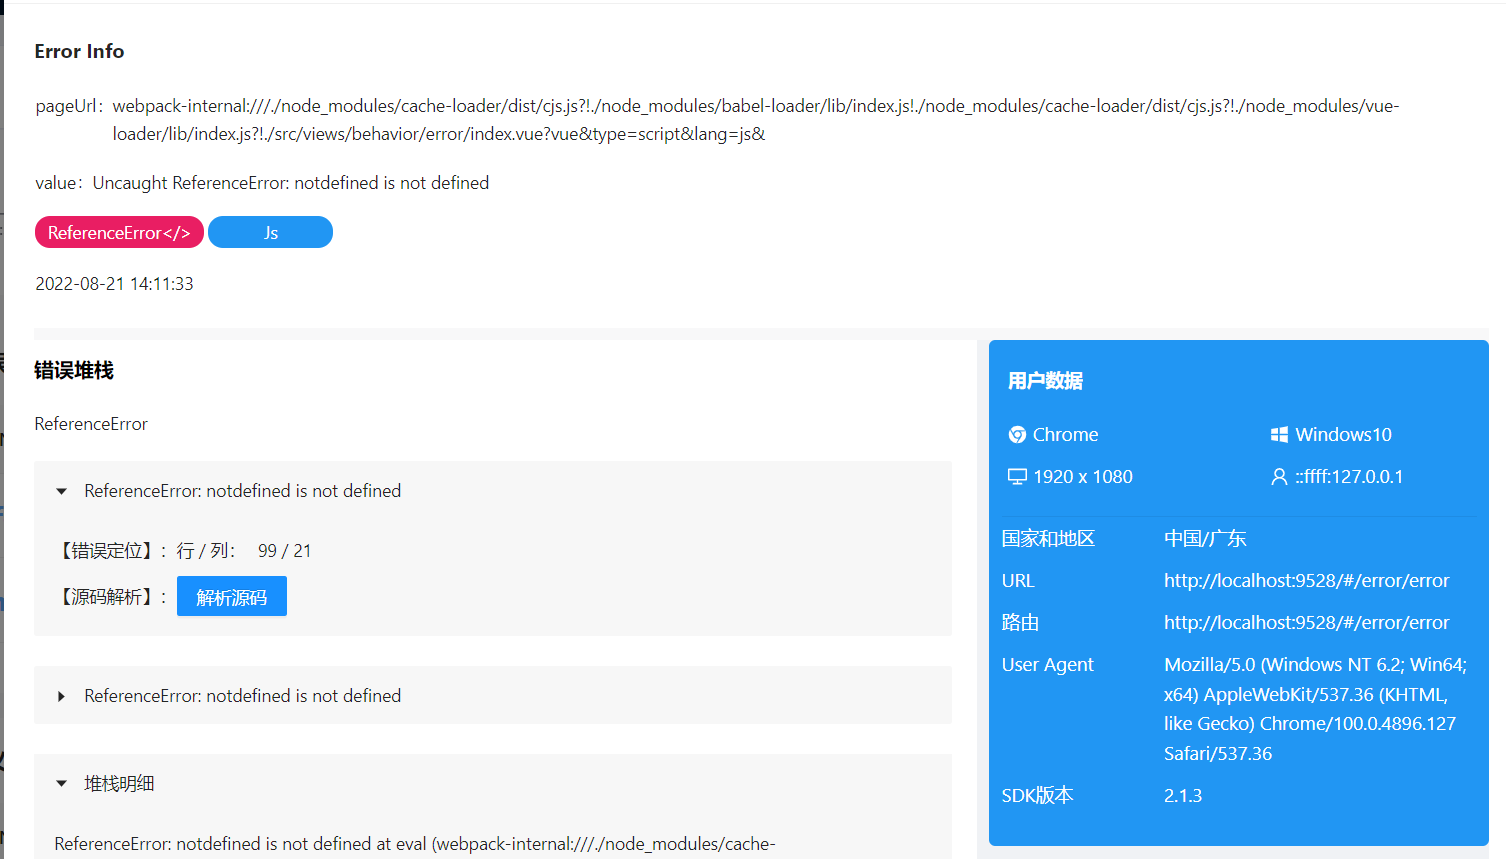 Error Info
pageUrl： webpack-internal:///./node_modules/cache-loader/dist/cjs.js?!./node_modules/babel-loader/lib/index.js!./node_modules/cache-loader/dist/cjs.js?!./node_modules/vue-
loader/lib/index.js?!./src/views/behavior/error/index.vue?vue&type=script&lang=js&
value：Uncaught ReferenceError: notdefined is not defined
ReferenceError</> Js
2022-08-21 14:11:33
错误堆栈
ReferenceError
ReferenceError: notdefined is not defined
【错误定位】：行 / 列： 99 / 21
【源码解析】： 解析源码
ReferenceError: notdefined is not defined
堆栈明细
ReferenceError: notdefined is not defined at eval (webpack-internal:///./node_modules/cache-
用户数据
Chrome Windows10
1920 x 1080 ::ffff:127.0.0.1
国家和地区 中国/广东
URL http://localhost:9528/#/error/error
路由 http://localhost:9528/#/error/error
User Agent Mozilla/5.0 (Windows NT 6.2; Win64;
x64) AppleWebKit/537.36 (KHTML,
like Gecko) Chrome/100.0.4896.127
Safari/537.36
SDK版本 2.1.3